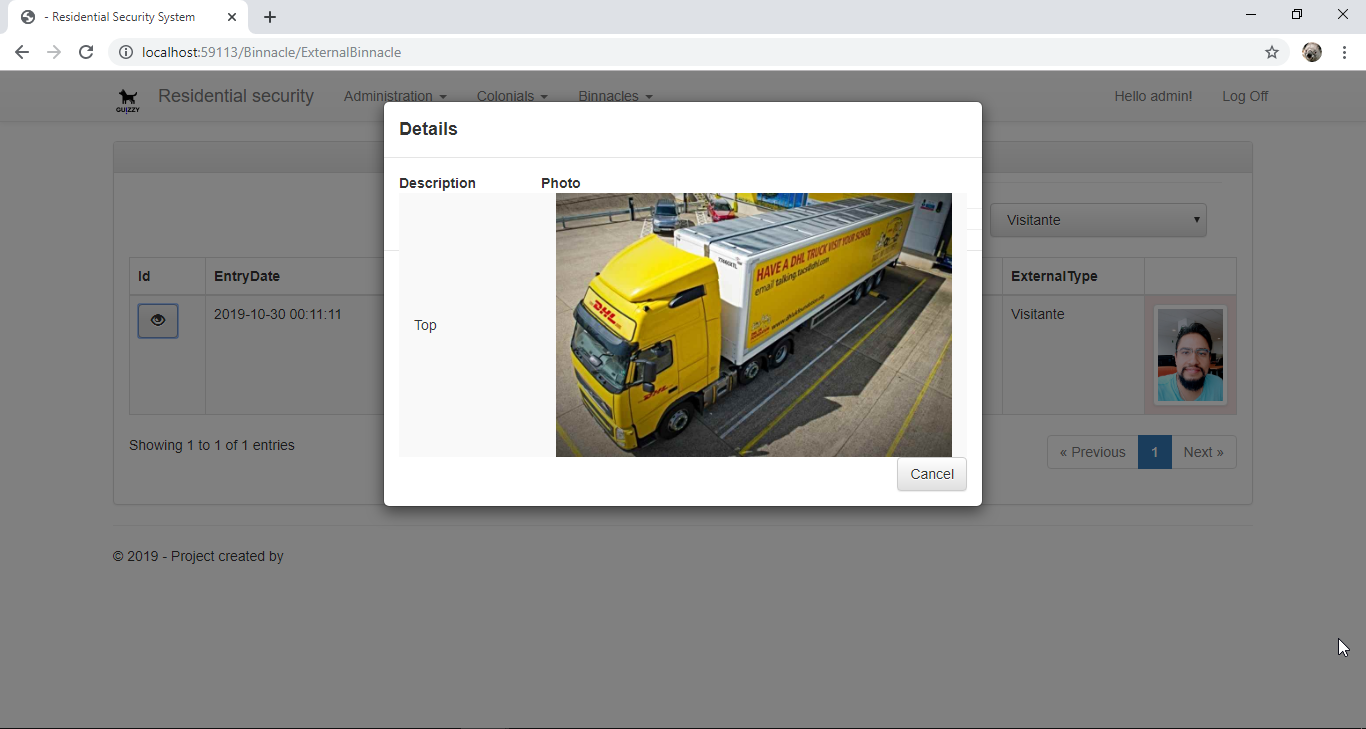 - Residential Security System
localhost:59113/Binnacle/ExternalBinnacle
GUIZZY
Residential security
Administration
Colonials
Binnacles
Hello admin!
Log Off
Details
Description Photo
Top
HAVE A DHL TRUCK VISIT YOUR SCHOOL
DHL
DHL
Cancel
Visitante
Id EntryDate ExternalType
2019-10-30 00:11:11 Visitante
Showing 1 to 1 of 1 entries
« Previous 1 Next »
© 2019 - Project created by